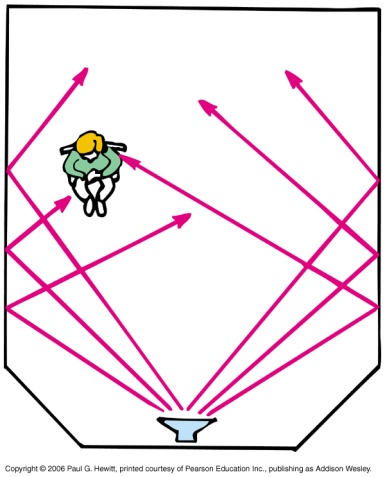 Copyright © 2006 Paul G. Hewitt, printed courtesy of Pearson Education Inc., publishing as Addison Wesley.